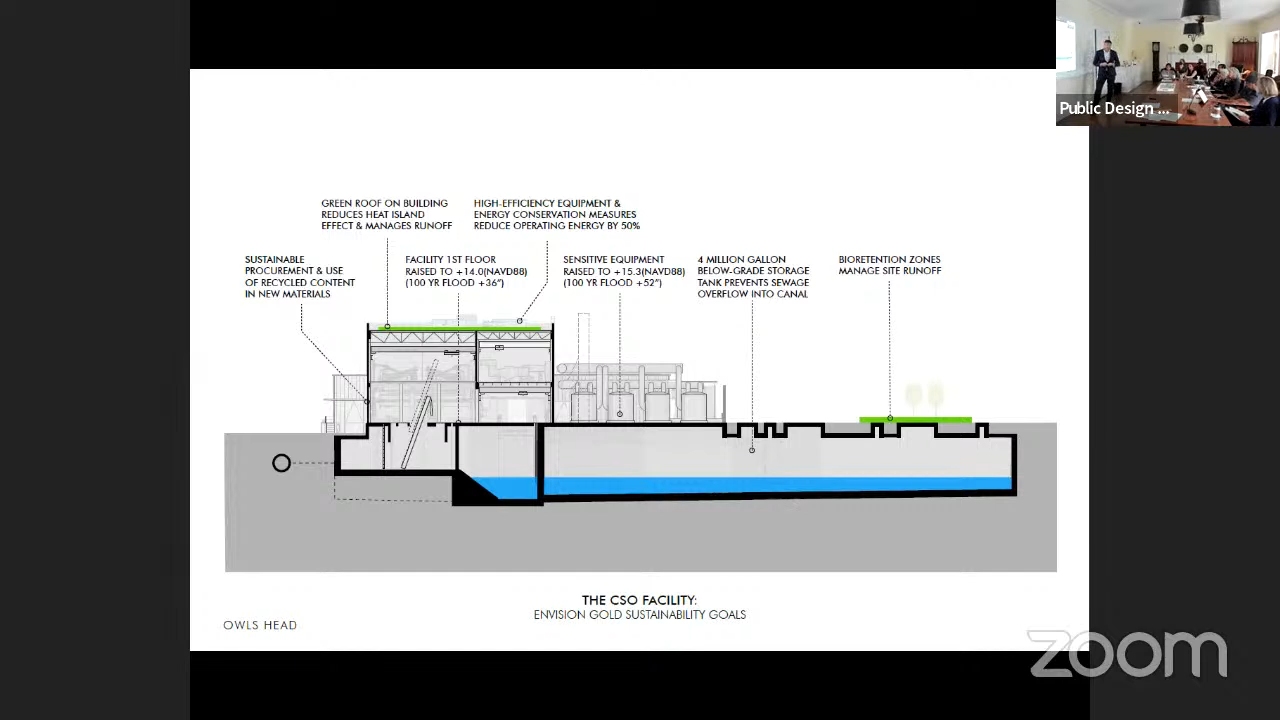 Public Design ...
GREEN ROOF ON BUILDING
REDUCES HEAT ISLAND
EFFECT & MANAGES RUNOFF
HIGH-EFFICIENCY EQUIPMENT &
ENERGY CONSERVATION MEASURES
REDUCE OPERATING ENERGY BY 50%
SUSTAINABLE
PROCUREMENT & USE
OF RECYCLED CONTENT
IN NEW MATERIALS
FACILITY 1ST FLOOR
RAISED TO +14.0(NAVD88)
(100 YR FLOOD +36")
SENSITIVE EQUIPMENT
RAISED TO +15.3(NAVD88)
(100 YR FLOOD +52")
4 MILLION GALLON
BELOW-GRADE STORAGE
TANK PREVENTS SEWAGE
OVERFLOW INTO CANAL
BIORETENTION ZONES
MANAGE SITE RUNOFF
THE CSO FACILITY:
ENVISION GOLD SUSTAINABILITY GOALS
OWLS HEAD
zoom